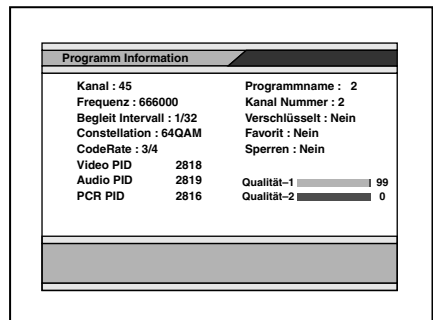 Programm Information
Kanal : 45
Frequenz : 666000
Begleit Intervall : 1/32
Constellation : 64QAM
CodeRate : 3/4
Video PID 2818
Audio PID 2819
PCR PID 2816
Programmname : 2
Kanal Nummer : 2
Verschlüsselt : Nein
Favorit : Nein
Sperren : Nein
Qualität–1 99
Qualität–2 0